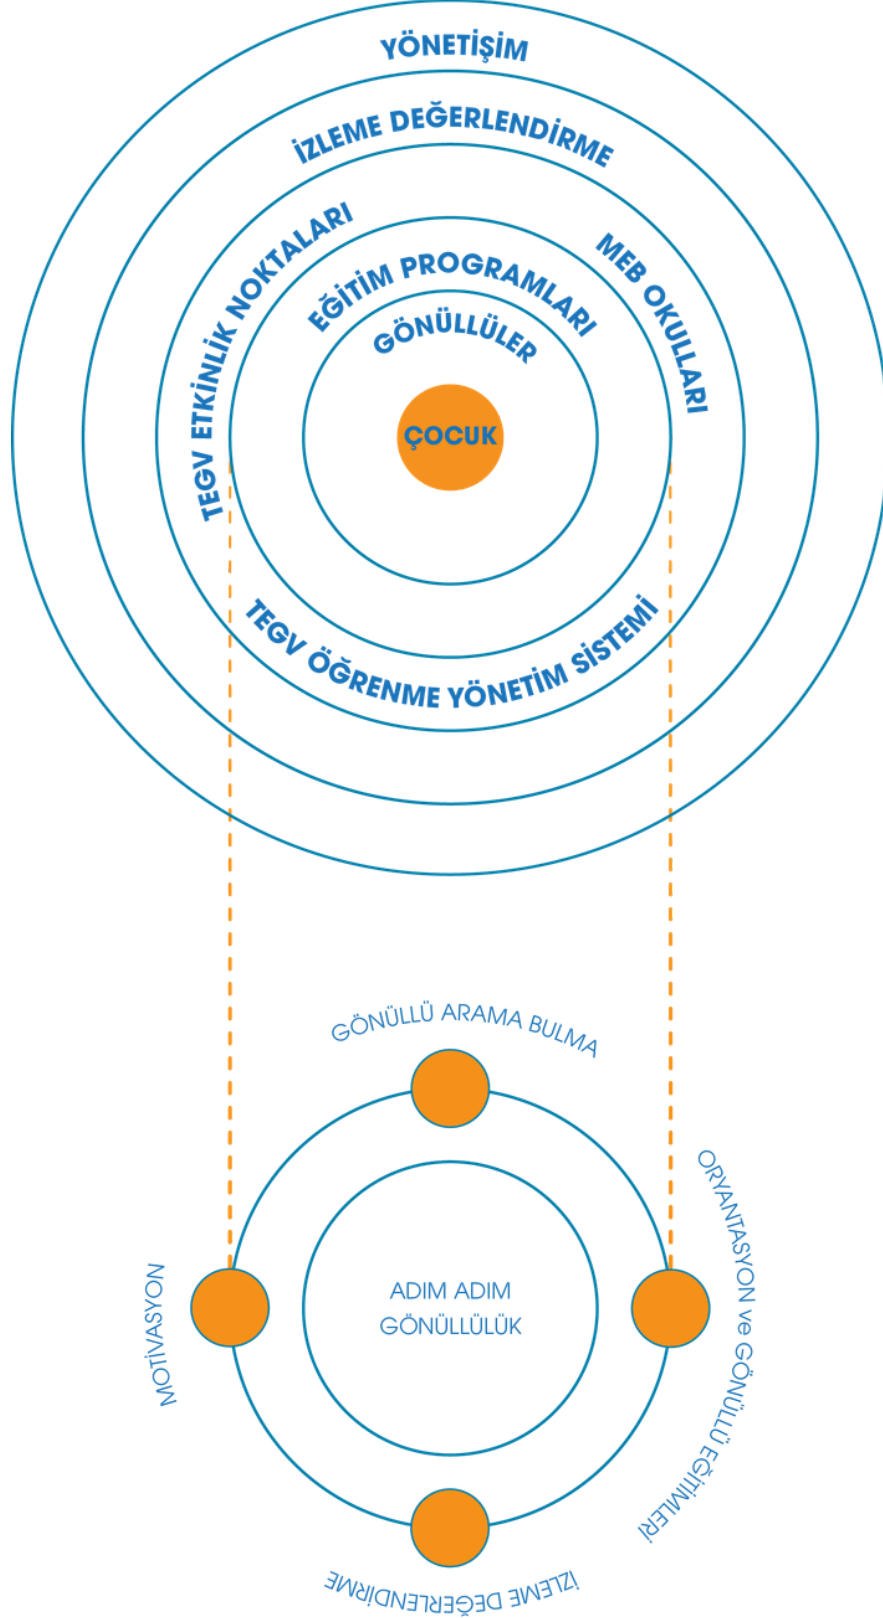 YÖNETİŞİM
İZLEME DEĞERLENDİRME
TEGV ETKİNLİK NOKTALARI
MEB OKULLARI
EĞİTİM PROGRAMLARI
GÖNÜLLÜLER
ÇOCUK
TEGV ÖĞRENME YÖNETİM SİSTEMİ
GÖNÜLLÜ ARAMA BULMA
ORYANTASYON ve GÖNÜLLÜ EĞİTİMLERİ
MOTİVASYON
ADIM ADIM
GÖNÜLLÜLÜK
İZLEME DEĞERLENDİRME